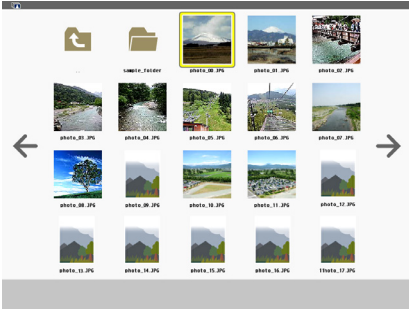 ..
sample_folder
photo_00.JPG
photo_01.JPG
photo_02.JPG
photo_03.JPG
photo_04.JPG
photo_05.JPG
photo_06.JPG
photo_07.JPG
photo_08.JPG
photo_09.JPG
photo_10.JPG
photo_11.JPG
photo_12.JPG
photo_13.JPG
photo_14.JPG
photo_15.JPG
photo_16.JPG
11hoto_17.JPG